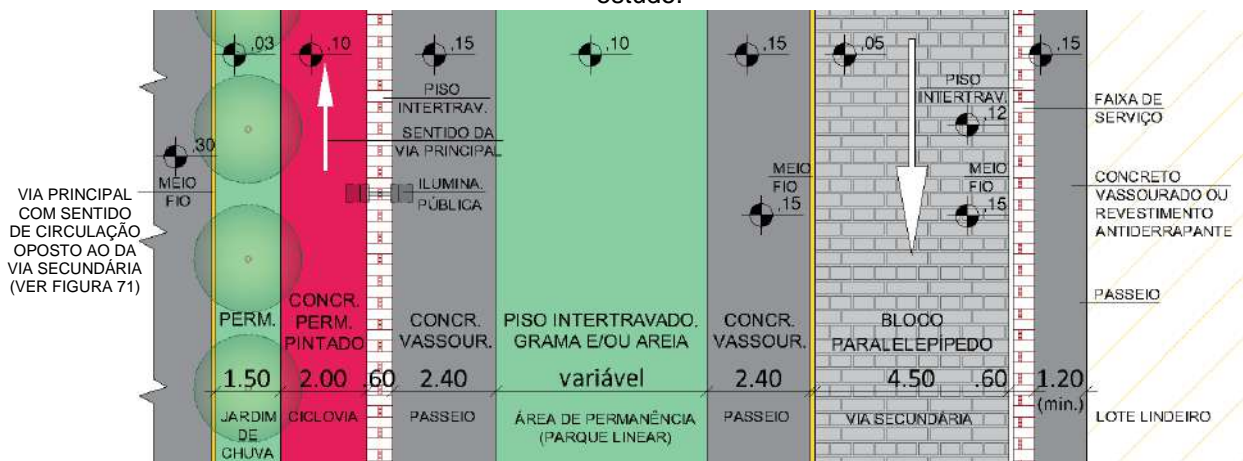 estudo.
,03
,10
,15
,10
,15
,05
,15
PISO
INTERTRAV.
SENTIDO DA
VIA PRINCIPAL
ILUMINA.
PÚBLICA
,30
MEIO
FIO
VIA PRINCIPAL
COM SENTIDO
DE CIRCULAÇÃO
OPOSTO AO DA
VIA SECUNDÁRIA
(VER FIGURA 71)
MEIO
FIO
,15
PISO
INTERTRAV.
,12
MEIO
FIO
,15
FAIXA DE
SERVIÇO
CONCRETO
VASSOURADO OU
REVESTIMENTO
ANTIDERRAPANTE
PASSEIO
PERM.
CONCR.
PERM.
PINTADO
CONCR.
VASSOUR.
PISO INTERTRAVADO.
GRAMA E/OU AREIA
CONCR.
VASSOUR.
BLOCO
PARALELEPÍPEDO
1.50
2.00
.60
2.40
variável
2.40
4.50
.60
1.20
(min.)
JARDIM
DE
CHUVA
CICLOVIA
PASSEIO
ÁREA DE PERMANÊNCIA
(PARQUE LINEAR)
PASSEIO
VIA SECUNDÁRIA
LOTE LINDEIRO